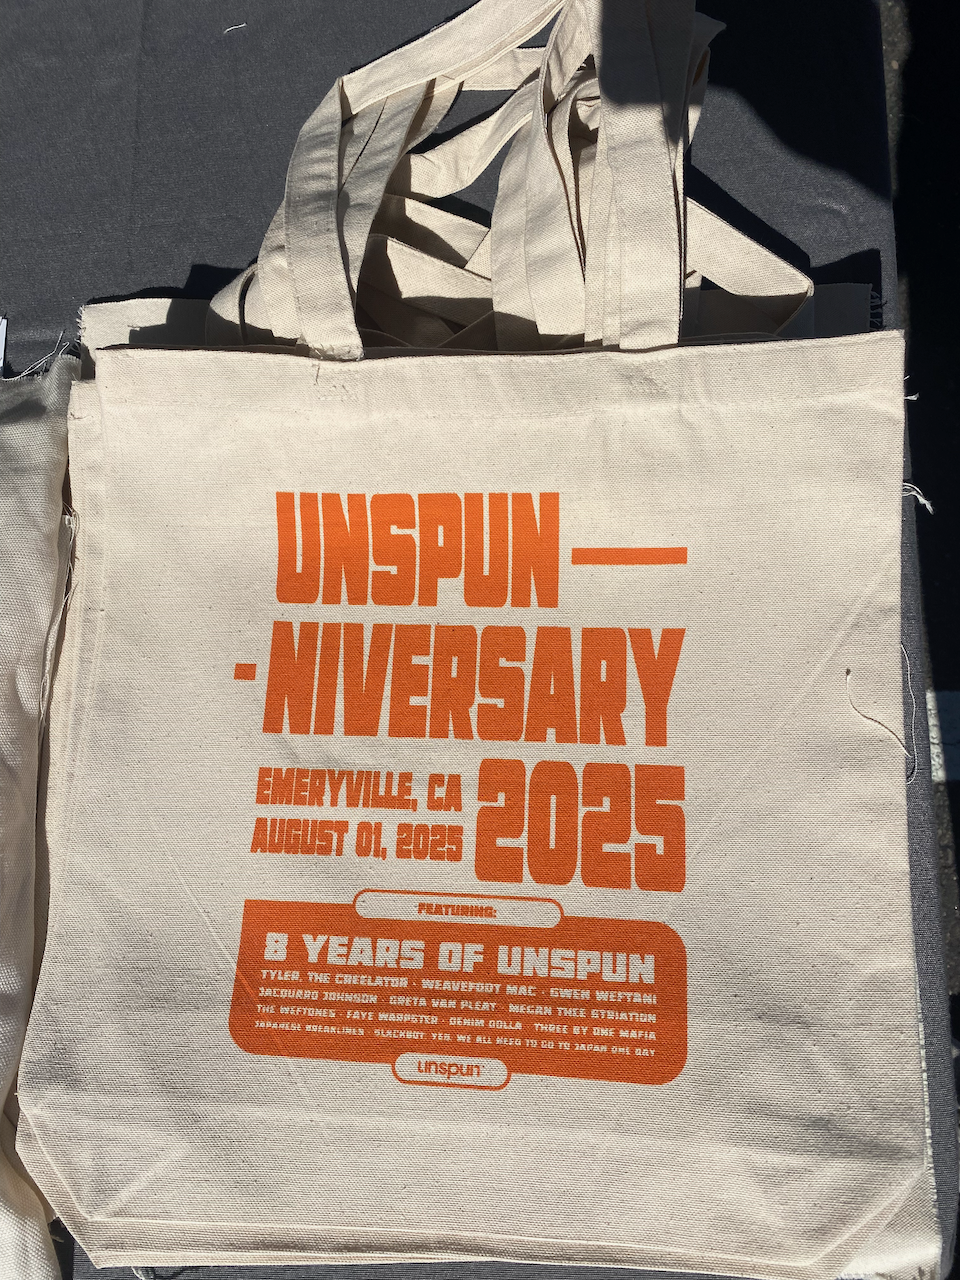 UNSPUN—
-NIVERSARY
EMERYVILLE, CA
AUGUST 01, 2025
2025
FEATURING:
8 YEARS OF UNSPUN
TYLER, THE CREELATOR · WEAVEFOOT MAC · GWEN WEFTANI
JACQUARD JOHNSON · GRETA VAN PLEAT · MEGAN THEE STRIATION
THE WEFTONES · FAYE WARPSTER · DENIM DOLLA · THREE BY ONE MAFIA
JAPANESE BREAKLINES · SLACKBOT: YEP, WE ALL NEED TO GO TO JAPAN ONE DAY
unspun